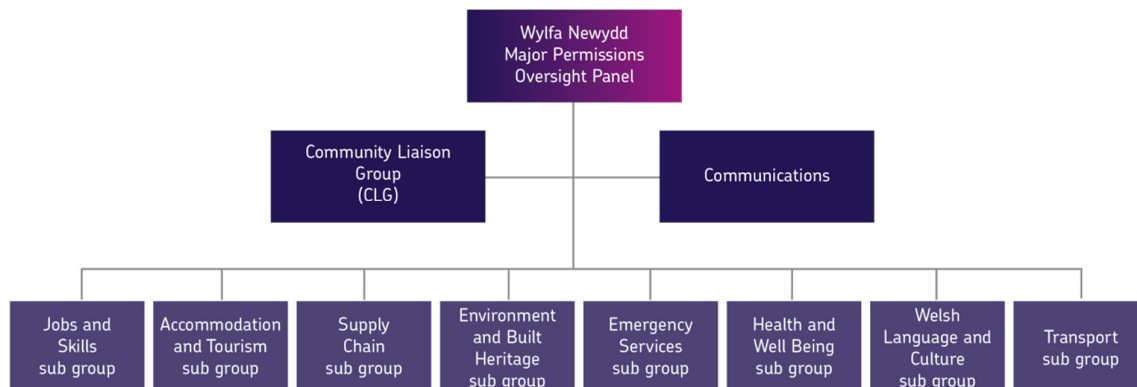 Wylfa Newydd
Major Permissions
Oversight Panel
Community Liaison
Group
(CLG)
Communications
Jobs and
Skills
sub group
Accommodation
and Tourism
sub group
Supply
Chain
sub group
Environment
and Built
Heritage
sub group
Emergency
Services
sub group
Health and
Well Being
sub group
Welsh
Language and
Culture
sub group
Transport
sub group